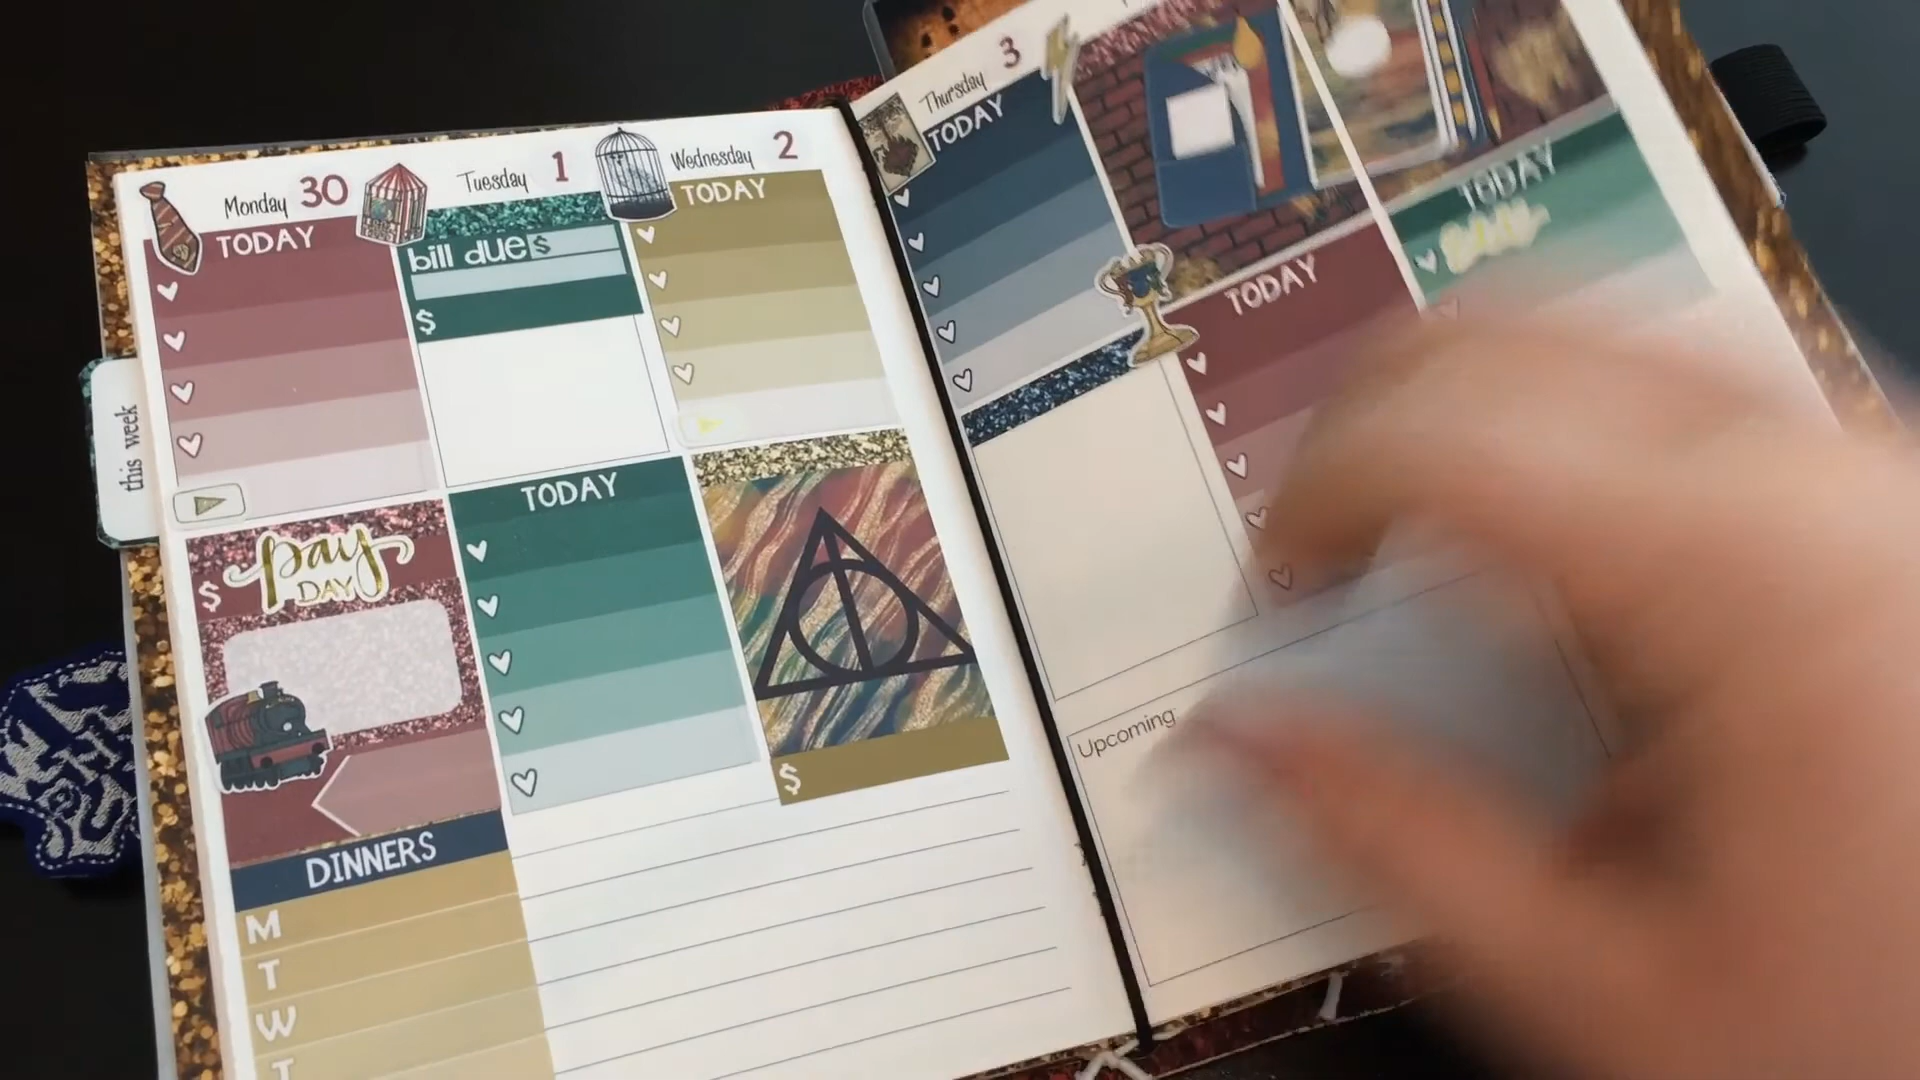 this week
Monday 30
TODAY
pay
DAY
$
DINNERS
M
T
W
T
Tuesday 1
bill due $
$
TODAY
Wednesday 2
TODAY
$
Thursday 3
TODAY
TODAY
TODAY
Upcoming: